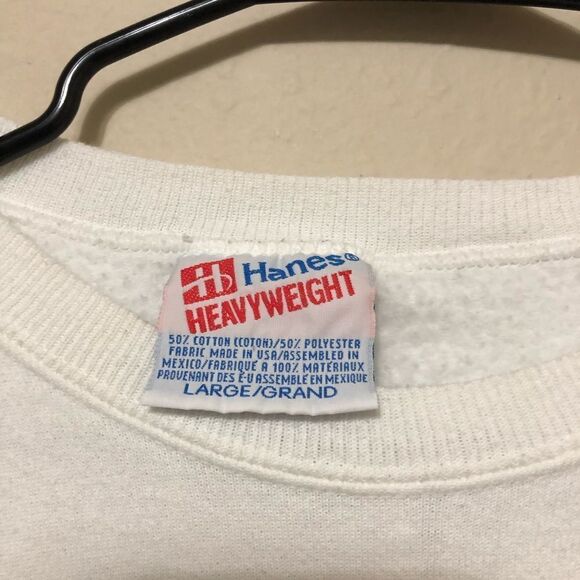 Hanes®
HEAVYWEIGHT
50% COTTON (COTON)/50% POLYESTER
FABRIC MADE IN USA/ASSEMBLED IN
MEXICO/FABRIQUÉ A 100% MATÉRIAUX
PROVENANT DES É-U ASSEMBLE EN MEXIQUE
LARGE/GRAND